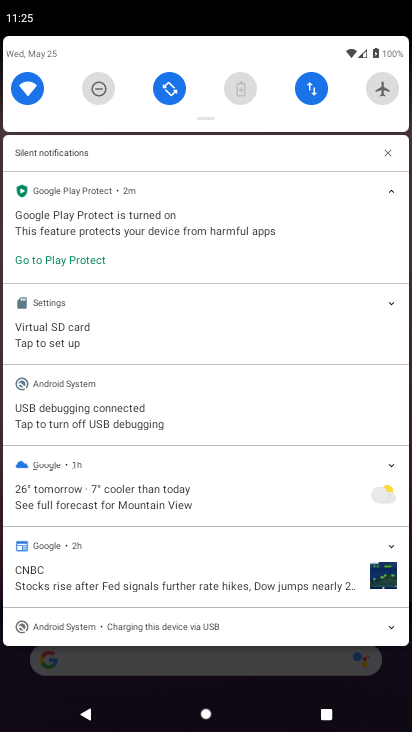 11:25
Wed, May 25
100%
Silent notifications
Google Play Protect • 2m
Google Play Protect is turned on
This feature protects your device from harmful apps
Go to Play Protect
Settings
Virtual SD card
Tap to set up
Android System
USB debugging connected
Tap to turn off USB debugging
Google • 1h
26° tomorrow · 7° cooler than today
See full forecast for Mountain View
Google • 2h
CNBC
Stocks rise after Fed signals further rate hikes, Dow jumps nearly 2..
Android System • Charging this device via USB